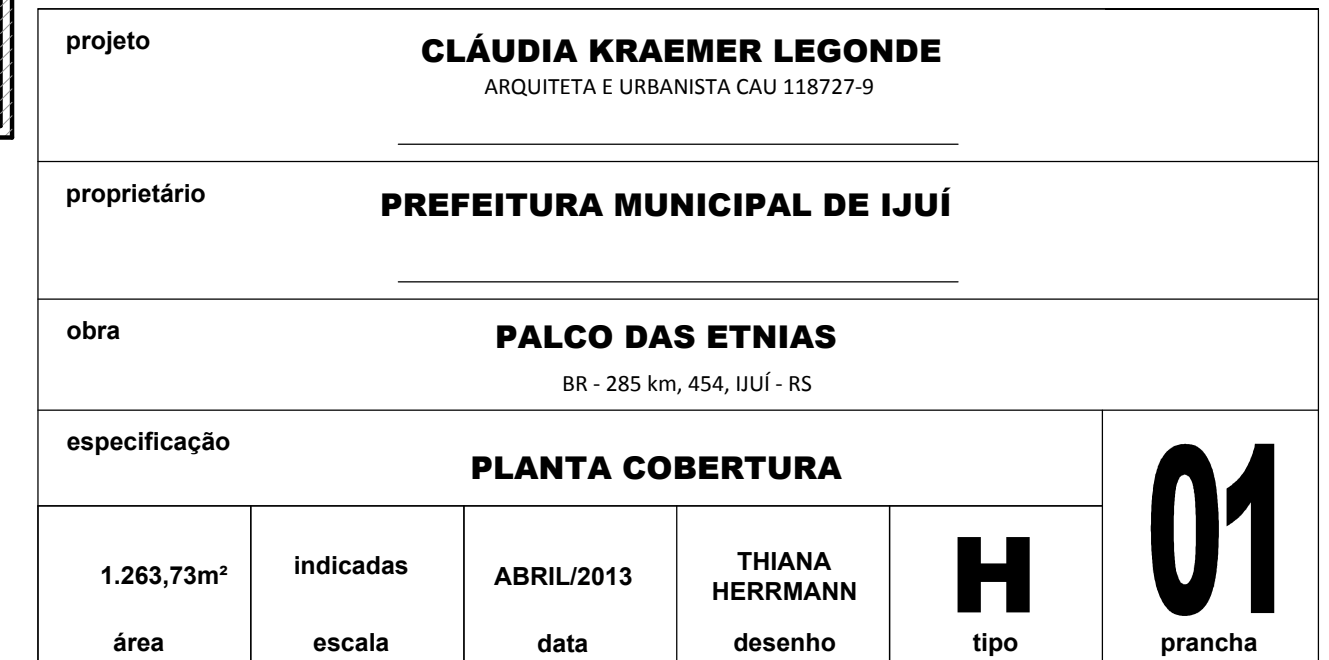 projeto
CLÁUDIA KRAEMER LEGONDE
ARQUITETA E URBANISTA CAU 118727-9
proprietário
PREFEITURA MUNICIPAL DE IJUÍ
obra
PALCO DAS ETNIAS
BR - 285 km, 454, IJUÍ - RS
especificação
PLANTA COBERTURA
1.263,73m²
área
indicadas
escala
ABRIL/2013
data
THIANA
HERRMANN
desenho
H
tipo
01
prancha